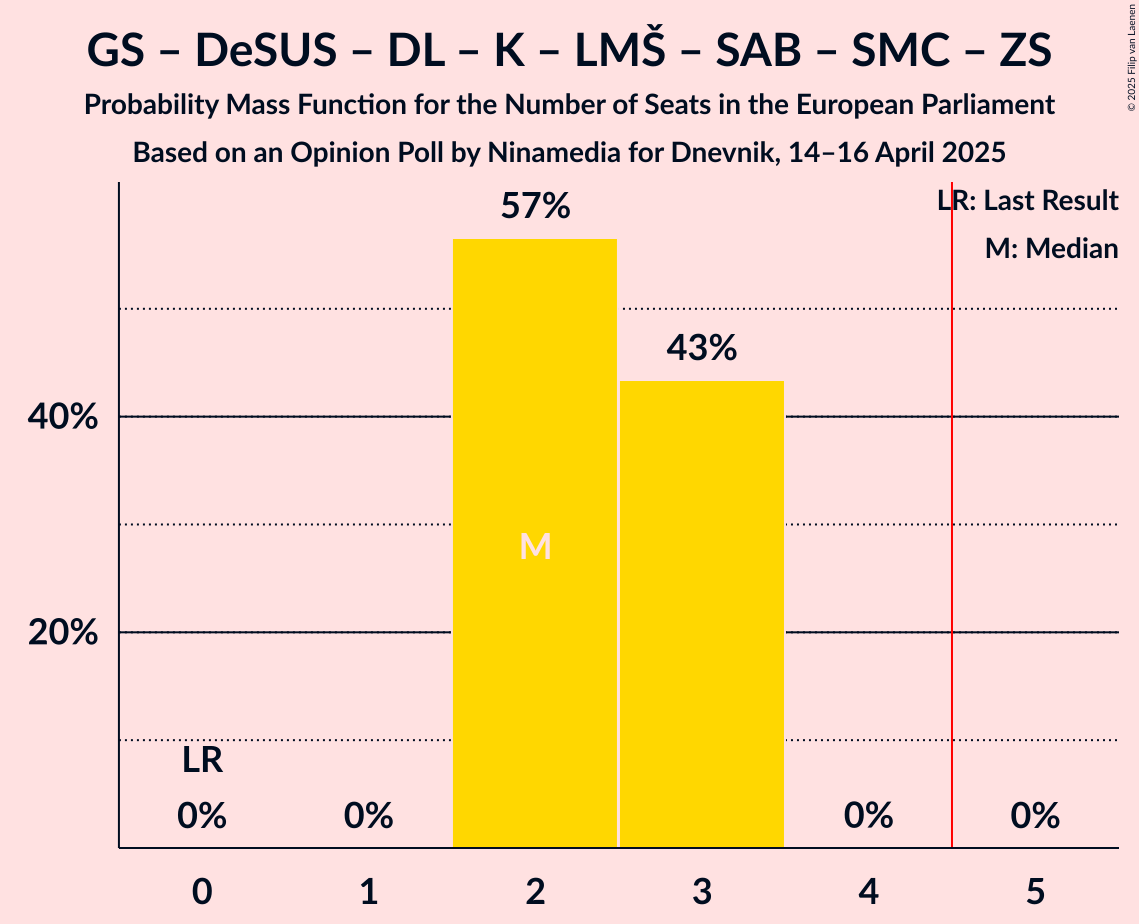 GS – DeSUS – DL – K – LMŠ – SAB – SMC – ZS
Probability Mass Function for the Number of Seats in the European Parliament
Based on an Opinion Poll by Ninamedia for Dnevnik, 14–16 April 2025
© 2025 Filip van Laenen
LR: Last Result
M: Median
57%
43%
40%
M
20%
LR
0%
0%
0%
0%
0
1
2
3
4
5